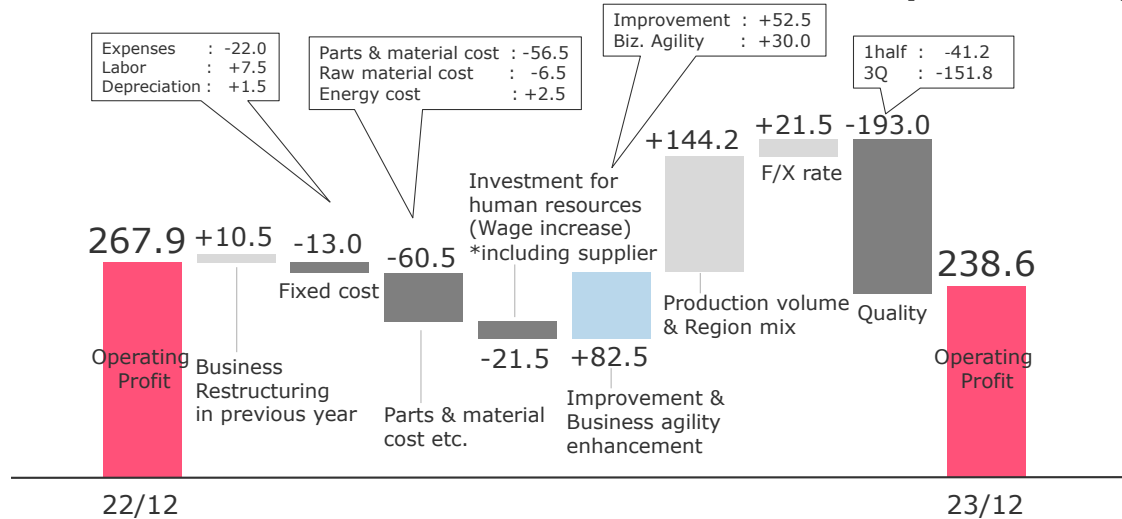 Expenses : -22.0
Labor : +7.5
Depreciation : +1.5
Parts & material cost : -56.5
Raw material cost : -6.5
Energy cost : +2.5
Improvement : +52.5
Biz. Agility : +30.0
1half : -41.2
3Q : -151.8
267.9
Operating
Profit
22/12
+10.5
Business
Restructuring
in previous year
-13.0
Fixed cost
-60.5
Parts & material
cost etc.
Investment for
human resources
(Wage increase)
*including supplier
-21.5
+82.5
Improvement &
Business agility
enhancement
+144.2
Production volume
& Region mix
+21.5
F/X rate
-193.0
Quality
238.6
Operating
Profit
23/12